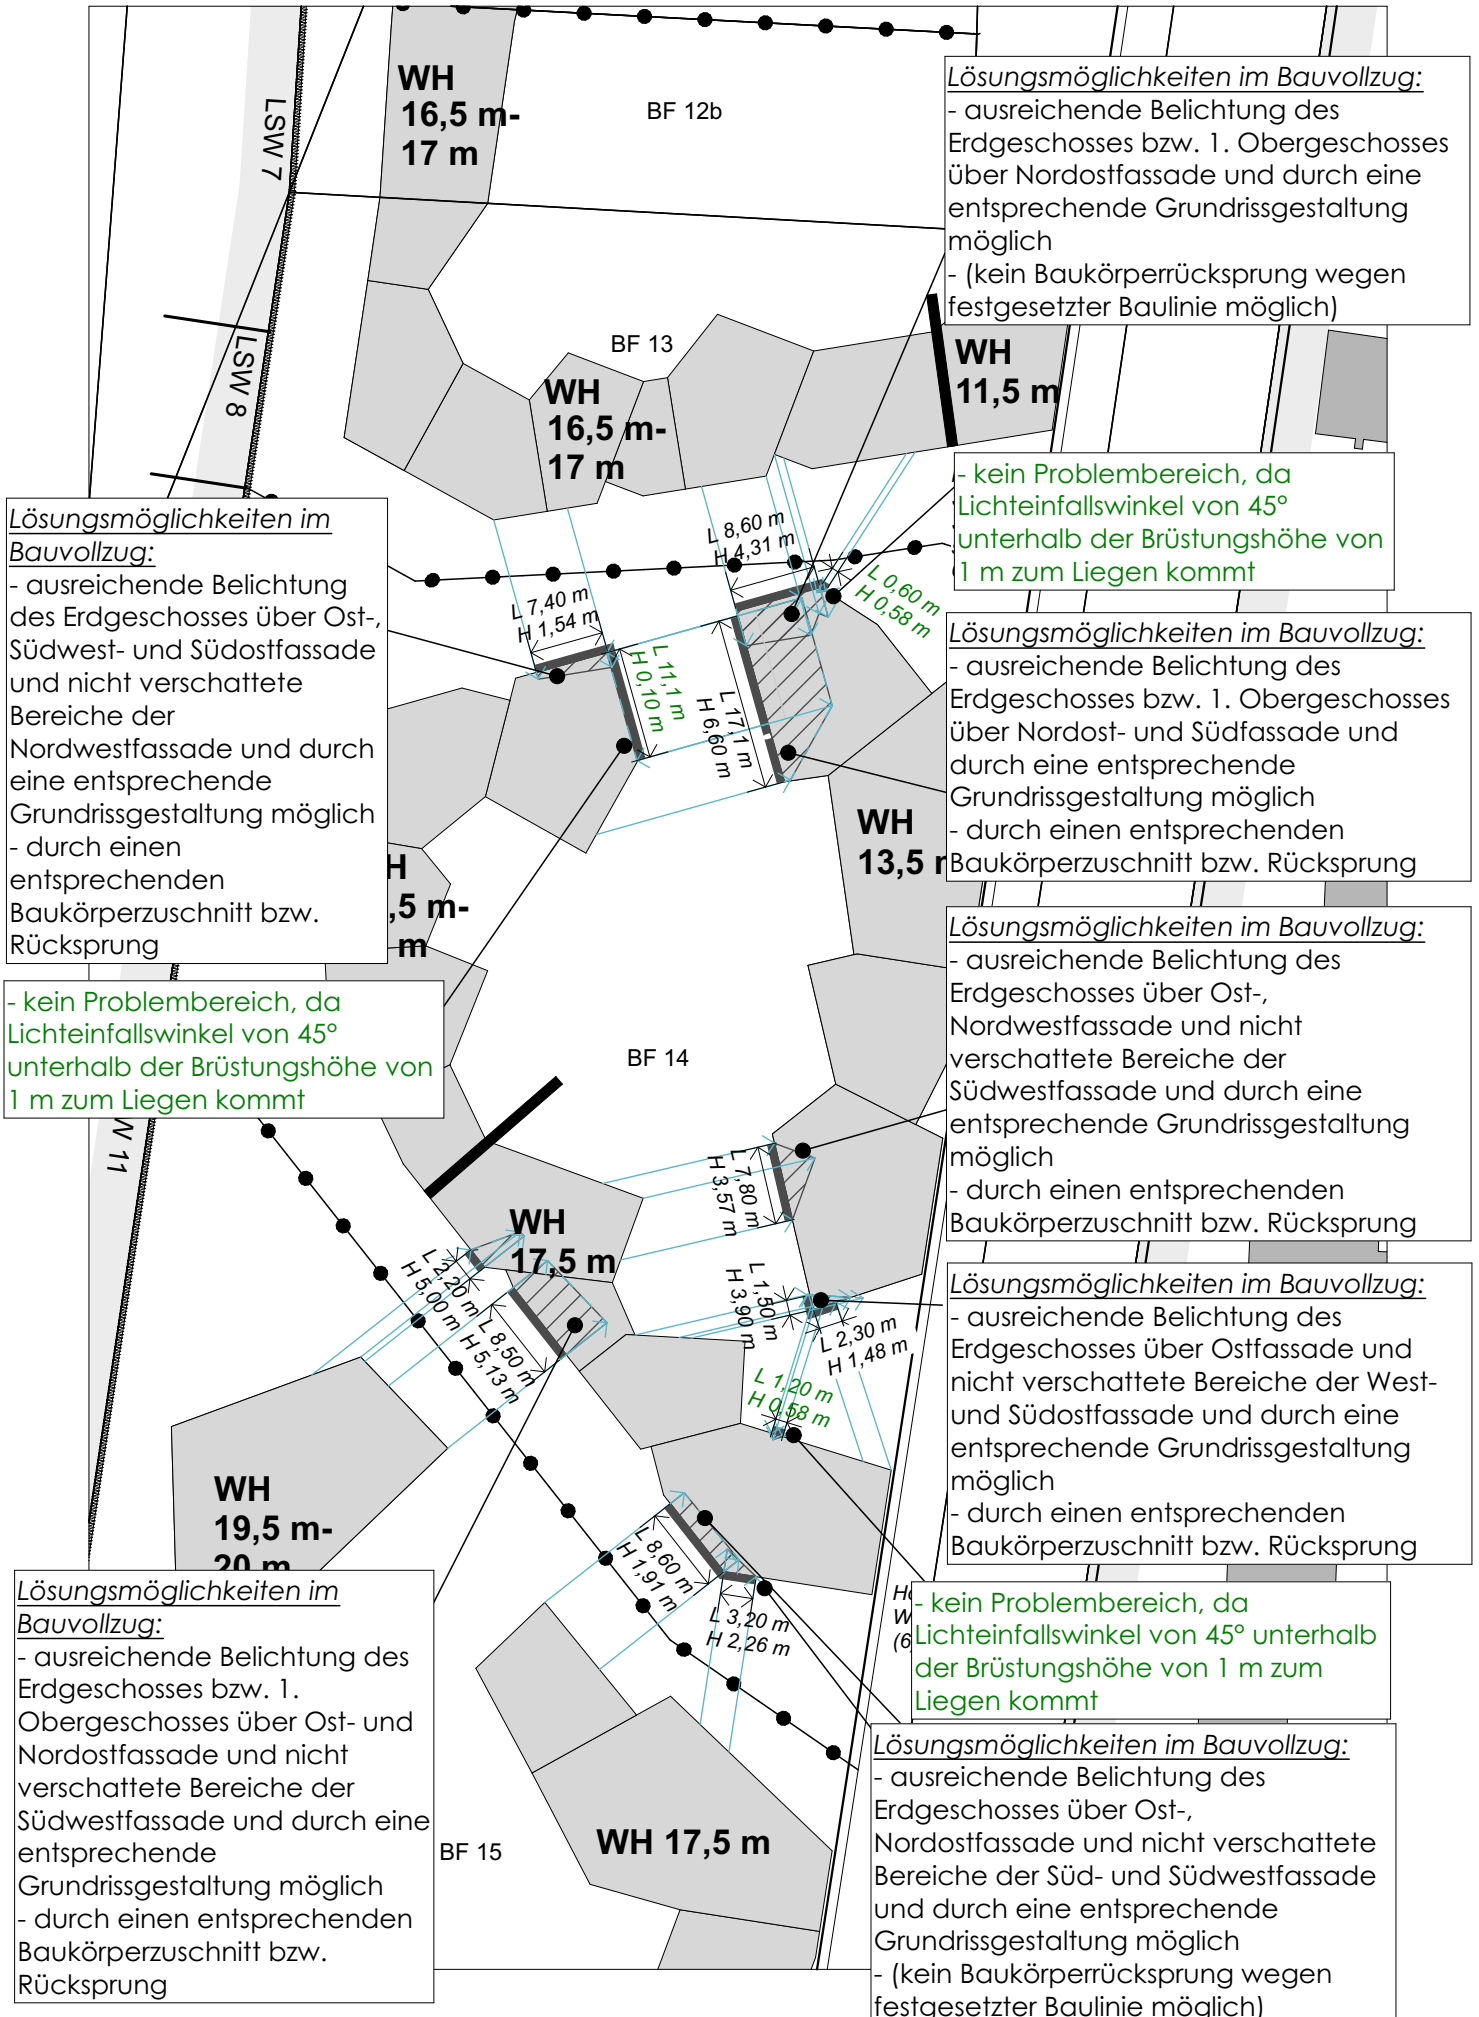 LSW 7
WH
16,5 m-
17 m
BF 12b
Lösungsmöglichkeiten im Bauvollzug:
- ausreichende Belichtung des
Erdgeschosses bzw. 1. Obergeschosses
über Nordostfassade und durch eine
entsprechende Grundrissgestaltung
möglich
- (kein Baukörperrücksprung wegen
festgesetzter Baulinie möglich)
LSW 8
BF 13
WH
16,5 m-
17 m
WH
11,5 m
- kein Problembereich, da
Lichteinfallswinkel von 45°
unterhalb der Brüstungshöhe von
1 m zum Liegen kommt
Lösungsmöglichkeiten im
Bauvollzug:
- ausreichende Belichtung
des Erdgeschosses über Ost-,
Südwest- und Südostfassade
und nicht verschattete
Bereiche der
Nordwestfassade und durch
eine entsprechende
Grundrissgestaltung möglich
- durch einen
entsprechenden
Baukörperzuschnitt bzw.
Rücksprung
L 8,60 m
H 4,31 m
L 0,60 m
H 0,58 m
L 7,40 m
H 1,54 m
L 11,1 m
H 0,10 m
L 17,1 m
H 6,60 m
Lösungsmöglichkeiten im Bauvollzug:
- ausreichende Belichtung des
Erdgeschosses bzw. 1. Obergeschosses
über Nordost- und Südfassade und
durch eine entsprechende
Grundrissgestaltung möglich
- durch einen entsprechenden
Baukörperzuschnitt bzw. Rücksprung
WH
13,5 m
H
,5 m-
m
- kein Problembereich, da
Lichteinfallswinkel von 45°
unterhalb der Brüstungshöhe von
1 m zum Liegen kommt
BF 14
Lösungsmöglichkeiten im Bauvollzug:
- ausreichende Belichtung des
Erdgeschosses über Ost-,
Nordwestfassade und nicht
verschattete Bereiche der
Südwestfassade und durch eine
entsprechende Grundrissgestaltung
möglich
- durch einen entsprechenden
Baukörperzuschnitt bzw. Rücksprung
W 11
L 7,80 m
H 3,57 m
WH
17,5 m
L 2,20 m
H 5,00 m
L 8,50 m
H 5,13 m
L 1,50 m
H 3,90 m
L 2,30 m
H 1,48 m
L 1,20 m
H 0,58 m
Lösungsmöglichkeiten im Bauvollzug:
- ausreichende Belichtung des
Erdgeschosses über Ostfassade und
nicht verschattete Bereiche der West-
und Südostfassade und durch eine
entsprechende Grundrissgestaltung
möglich
- durch einen entsprechenden
Baukörperzuschnitt bzw. Rücksprung
WH
19,5 m-
20 m
L 8,60 m
H 1,91 m
L 3,20 m
H 2,26 m
- kein Problembereich, da
Lichteinfallswinkel von 45° unterhalb
der Brüstungshöhe von 1 m zum
Liegen kommt
Lösungsmöglichkeiten im
Bauvollzug:
- ausreichende Belichtung des
Erdgeschosses bzw. 1.
Obergeschosses über Ost- und
Nordostfassade und nicht
verschattete Bereiche der
Südwestfassade und durch eine
entsprechende
Grundrissgestaltung möglich
- durch einen entsprechenden
Baukörperzuschnitt bzw.
Rücksprung
BF 15
WH 17,5 m
Lösungsmöglichkeiten im Bauvollzug:
- ausreichende Belichtung des
Erdgeschosses über Ost-,
Nordostfassade und nicht verschattete
Bereiche der Süd- und Südwestfassade
und durch eine entsprechende
Grundrissgestaltung möglich
- (kein Baukörperrücksprung wegen
festgesetzter Baulinie möglich)